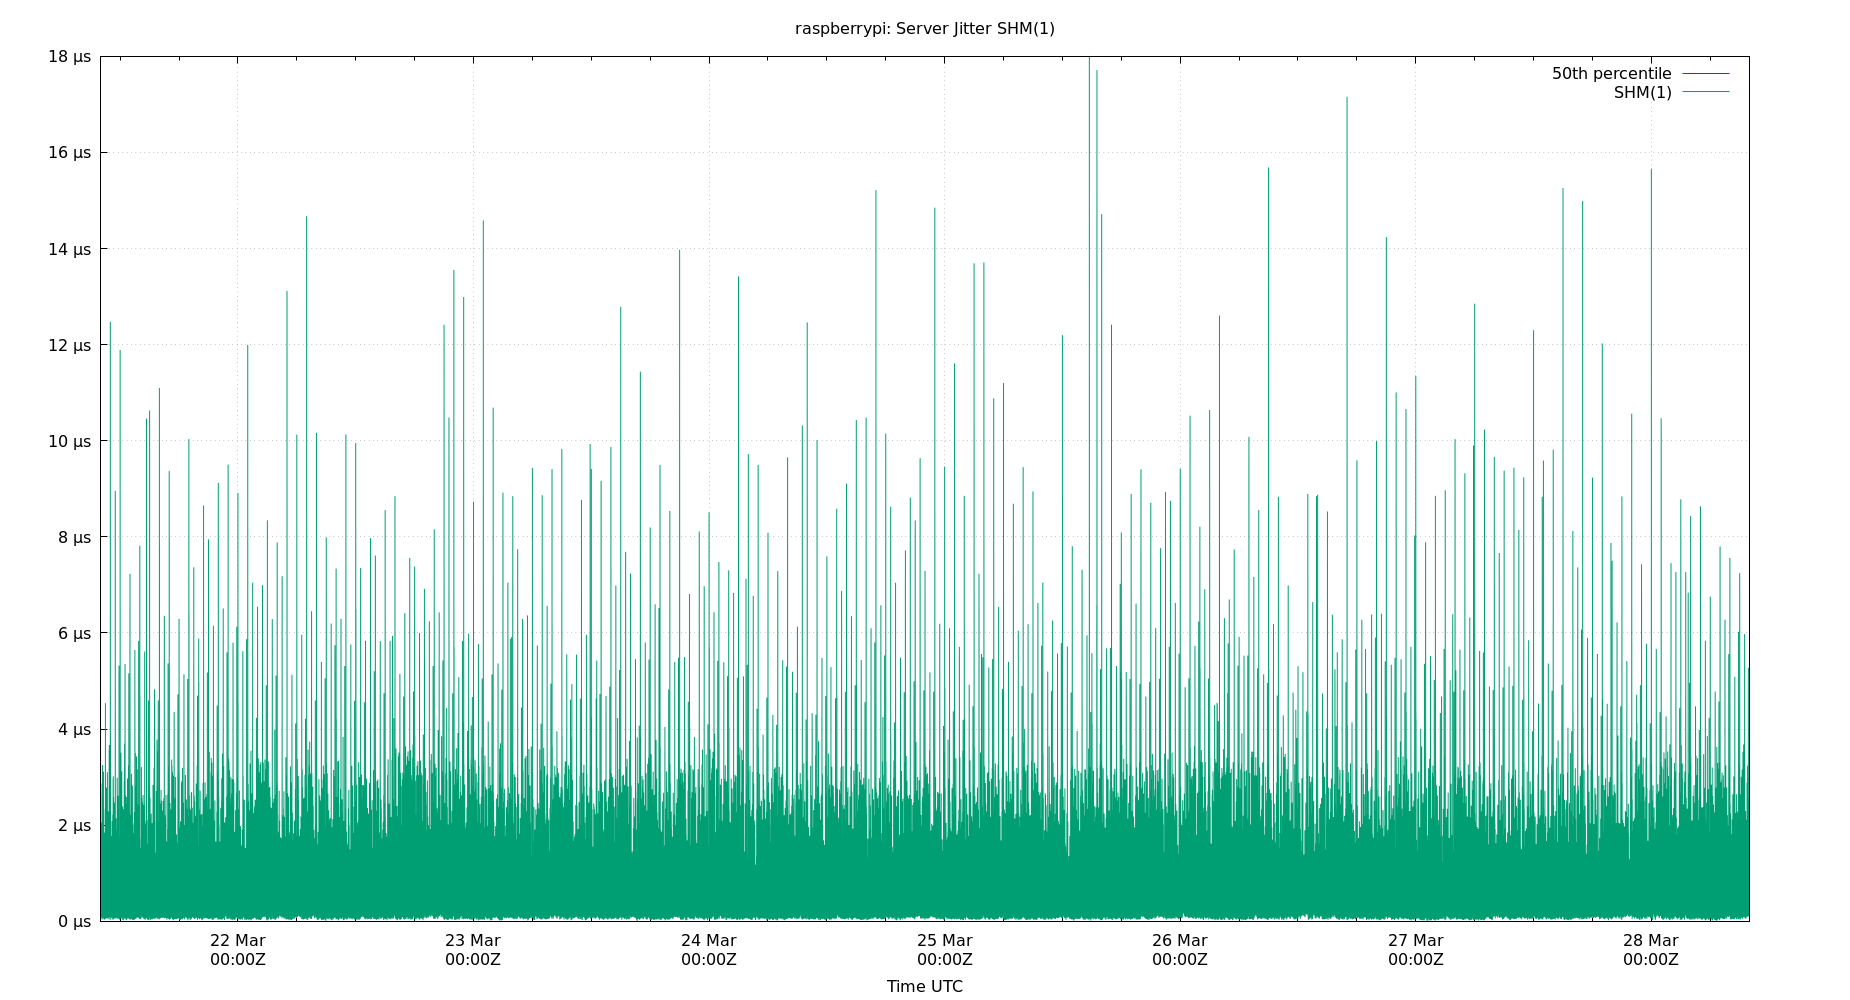 raspberrypi: Server Jitter SHM(1)
18 µs
50th percentile
SHM(1)
16 µs
14 µs
12 µs
10 µs
8 µs
6 µs
4 µs
2 µs
0 µs
22 Mar 23 Mar 24 Mar 25 Mar 26 Mar 27 Mar 28 Mar
00:00Z 00:00Z 00:00Z 00:00Z 00:00Z 00:00Z 00:00Z
Time UTC